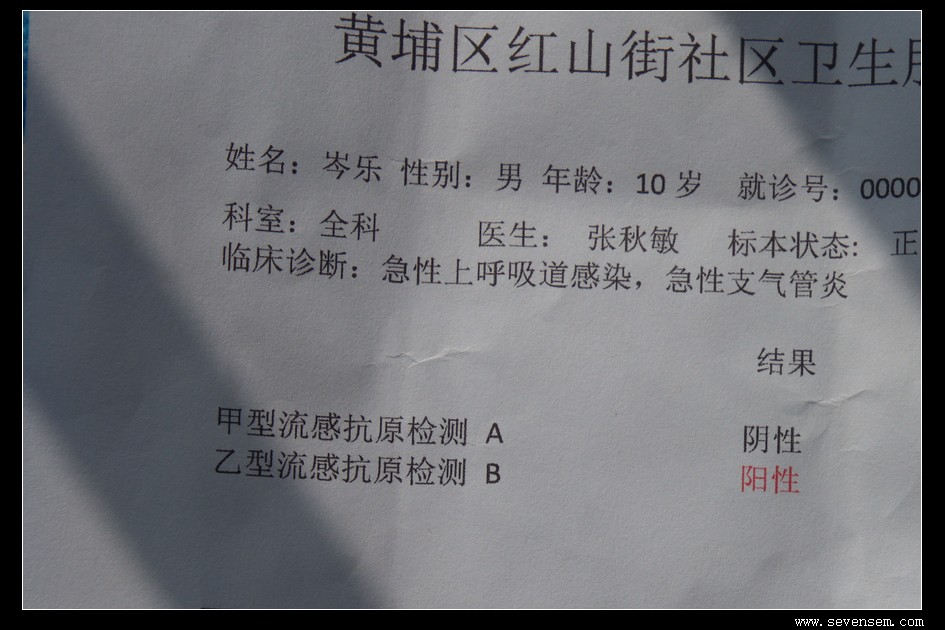 黄埔区红山街社区卫生
姓名：岑乐 性别：男 年龄：10 岁 就诊号：0000
科室：全科 医生： 张秋敏 标本状态： 正
临床诊断：急性上呼吸道感染，急性支气管炎
结果
甲型流感抗原检测 A 阴性
乙型流感抗原检测 B 阳性
www.sevensem.com